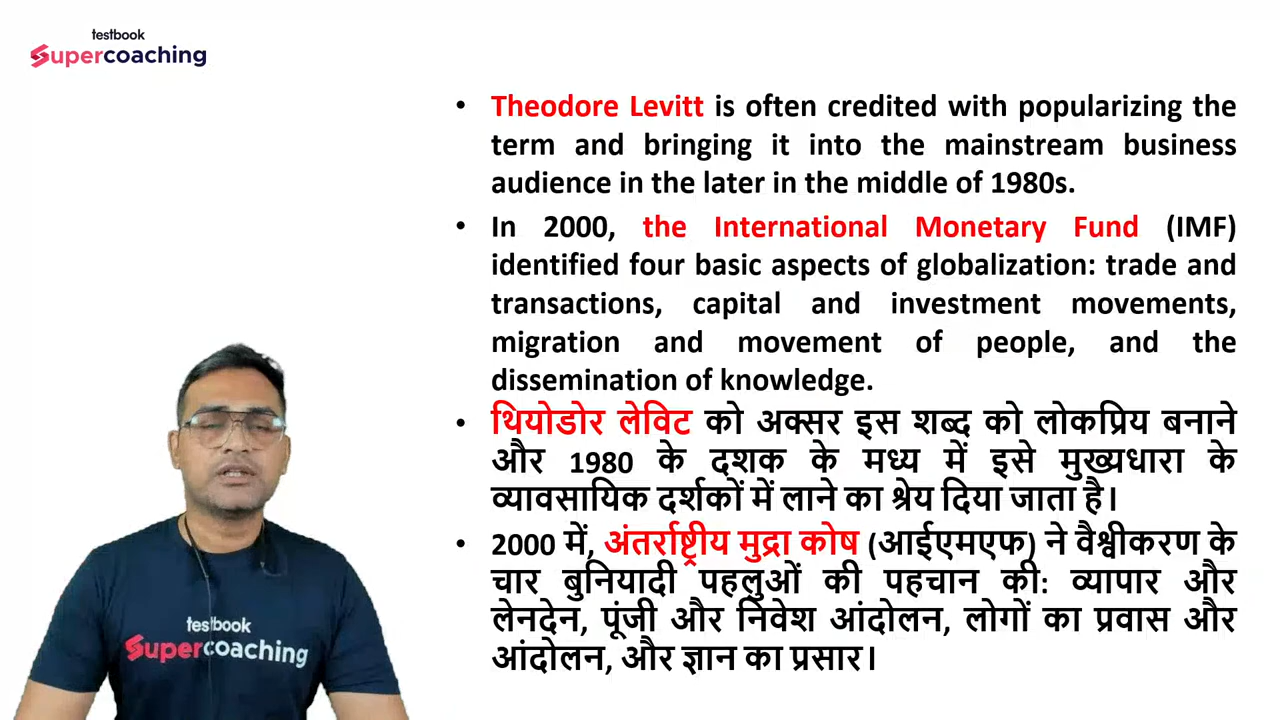 testbook
Supercoaching
• Theodore Levitt is often credited with popularizing the
term and bringing it into the mainstream business
audience in the later in the middle of 1980s.
• In 2000, the International Monetary Fund (IMF)
identified four basic aspects of globalization: trade and
transactions, capital and investment movements,
migration and movement of people, and the
dissemination of knowledge.
• थियोडोर लेविट को अक्सर इस शब्द को लोकप्रिय बनाने
और 1980 के दशक के मध्य में इसे मुख्यधारा के
व्यावसायिक दर्शकों में लाने का श्रेय दिया जाता है।
• 2000 में, अंतर्राष्ट्रीय मुद्रा कोष (आईएमएफ) ने वैश्वीकरण के
चार बुनियादी पहलुओं की पहचान की: व्यापार और
लेनदेन, पूंजी और निवेश आंदोलन, लोगों का प्रवास और
आंदोलन, और ज्ञान का प्रसार।
testbook
Supercoaching